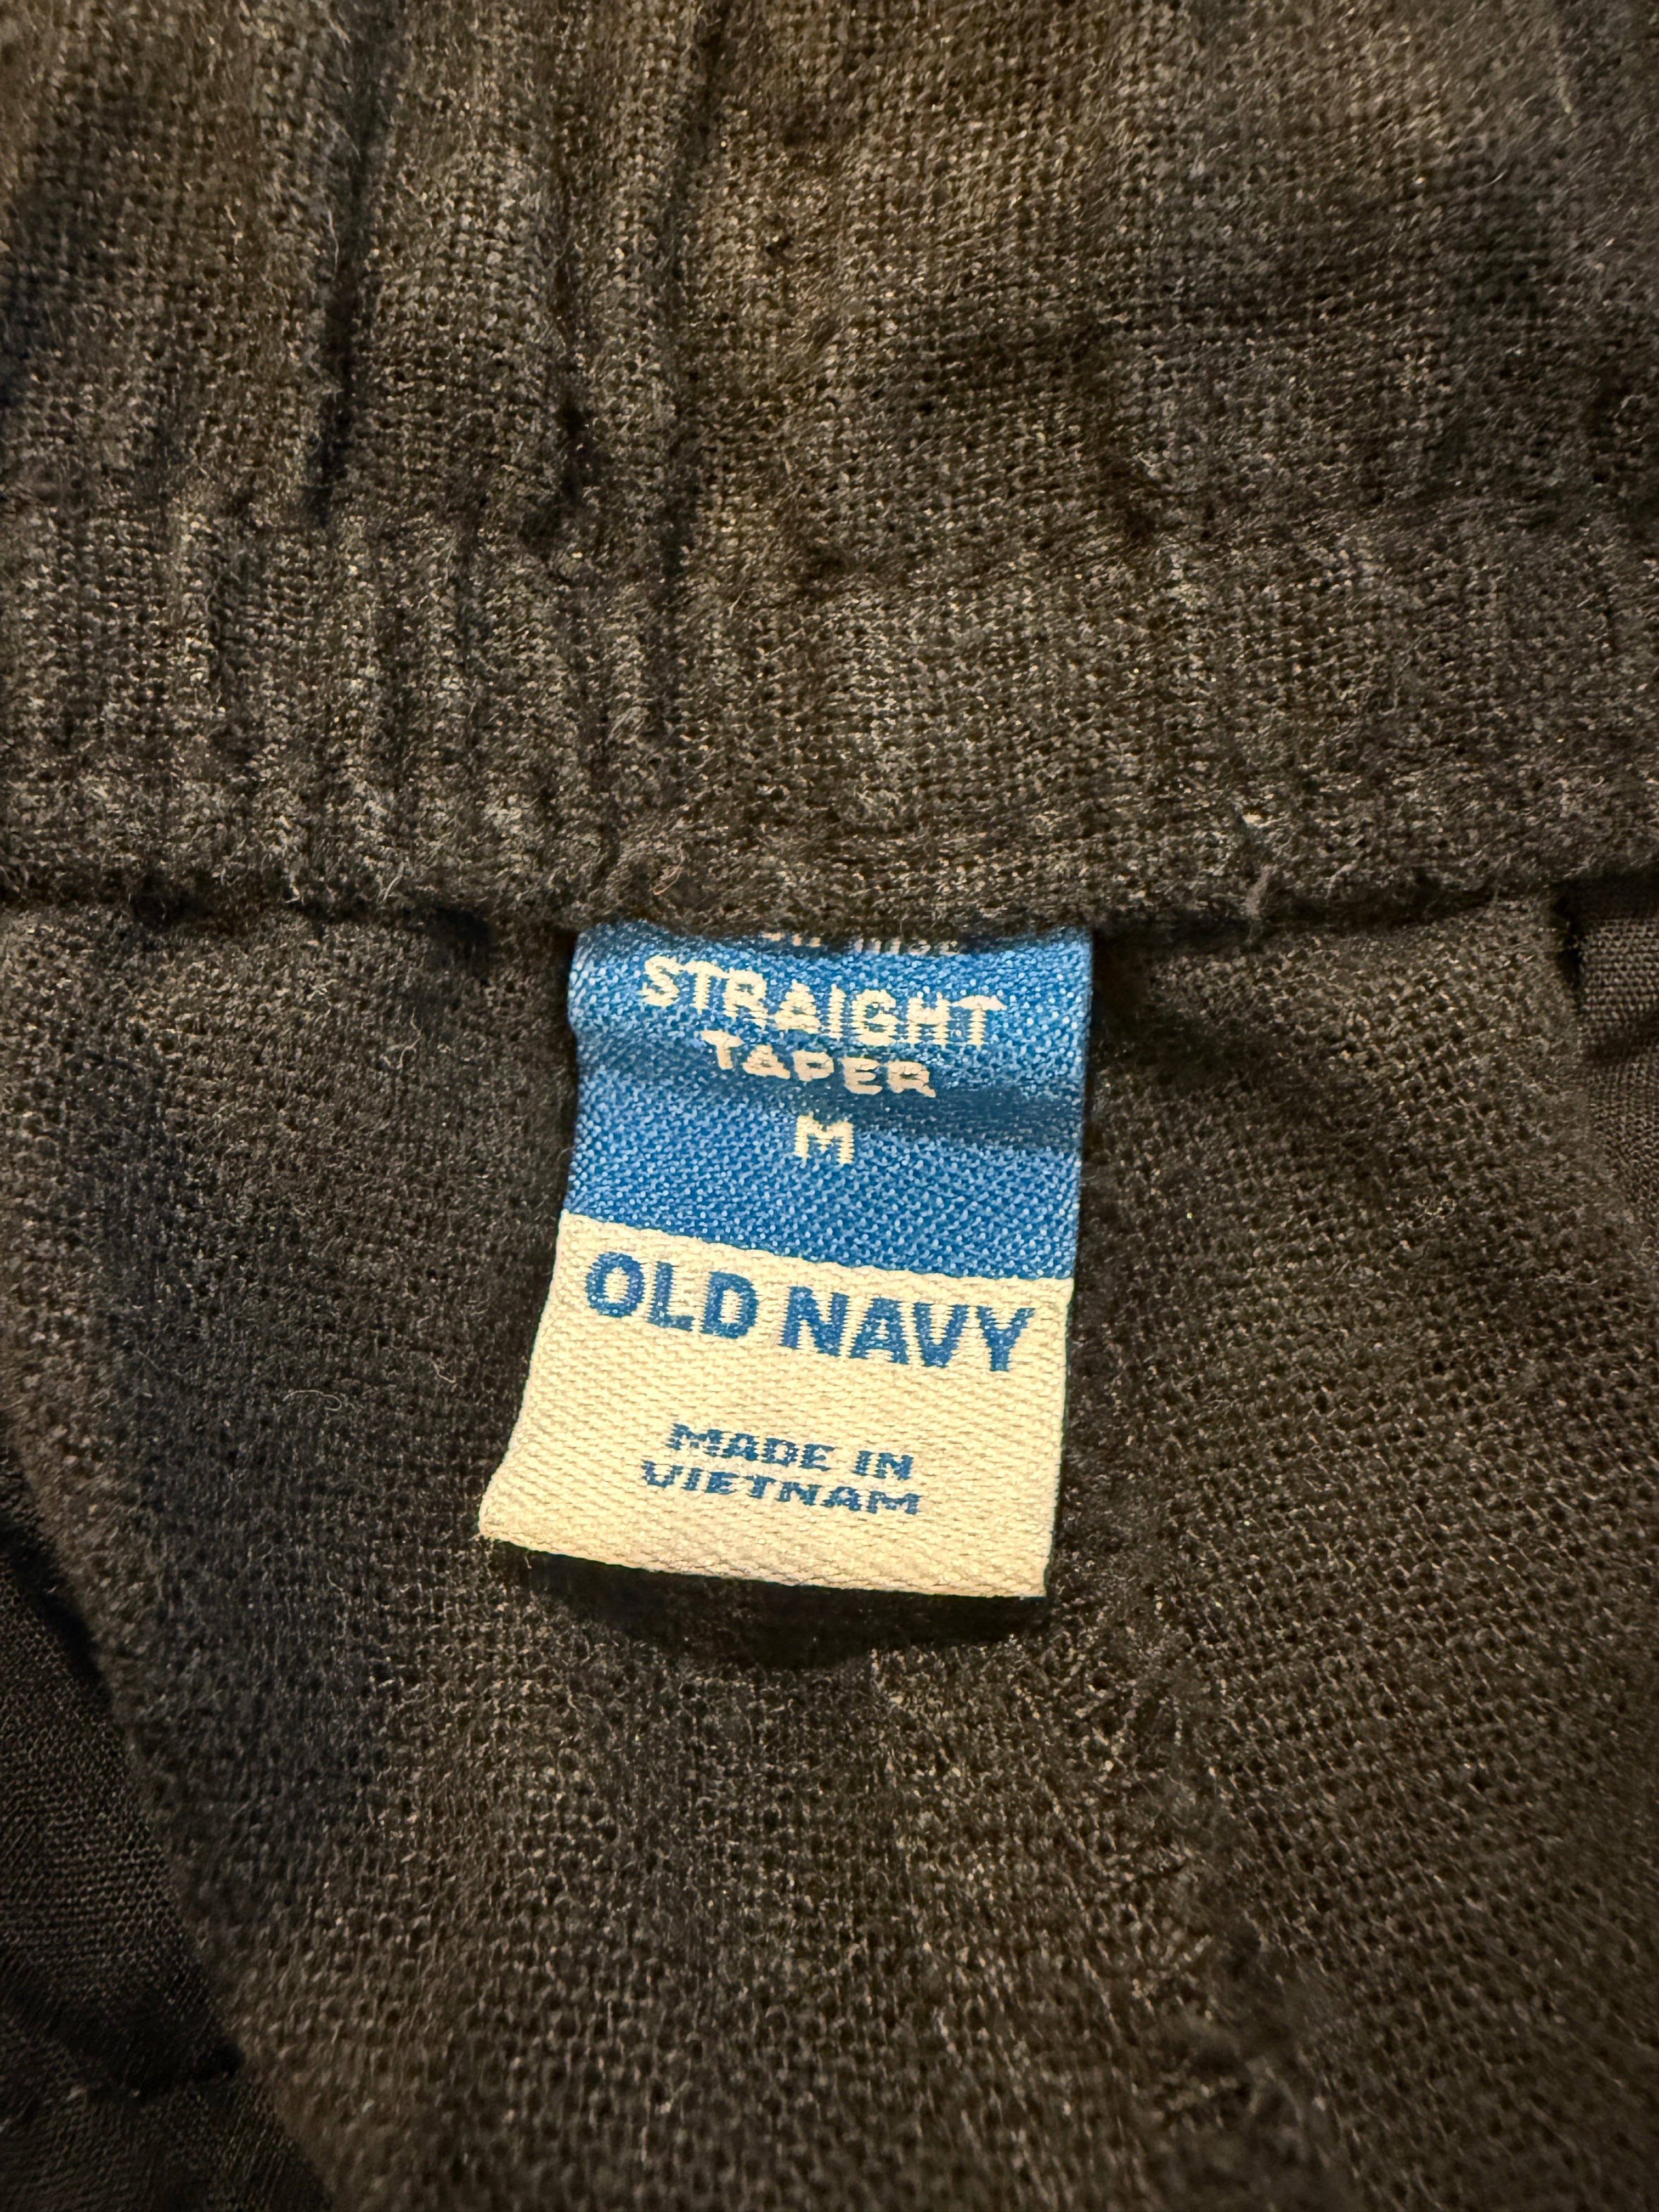 STRAIGHT
TAPER
M
OLD NAVY
MADE IN
VIETNAM